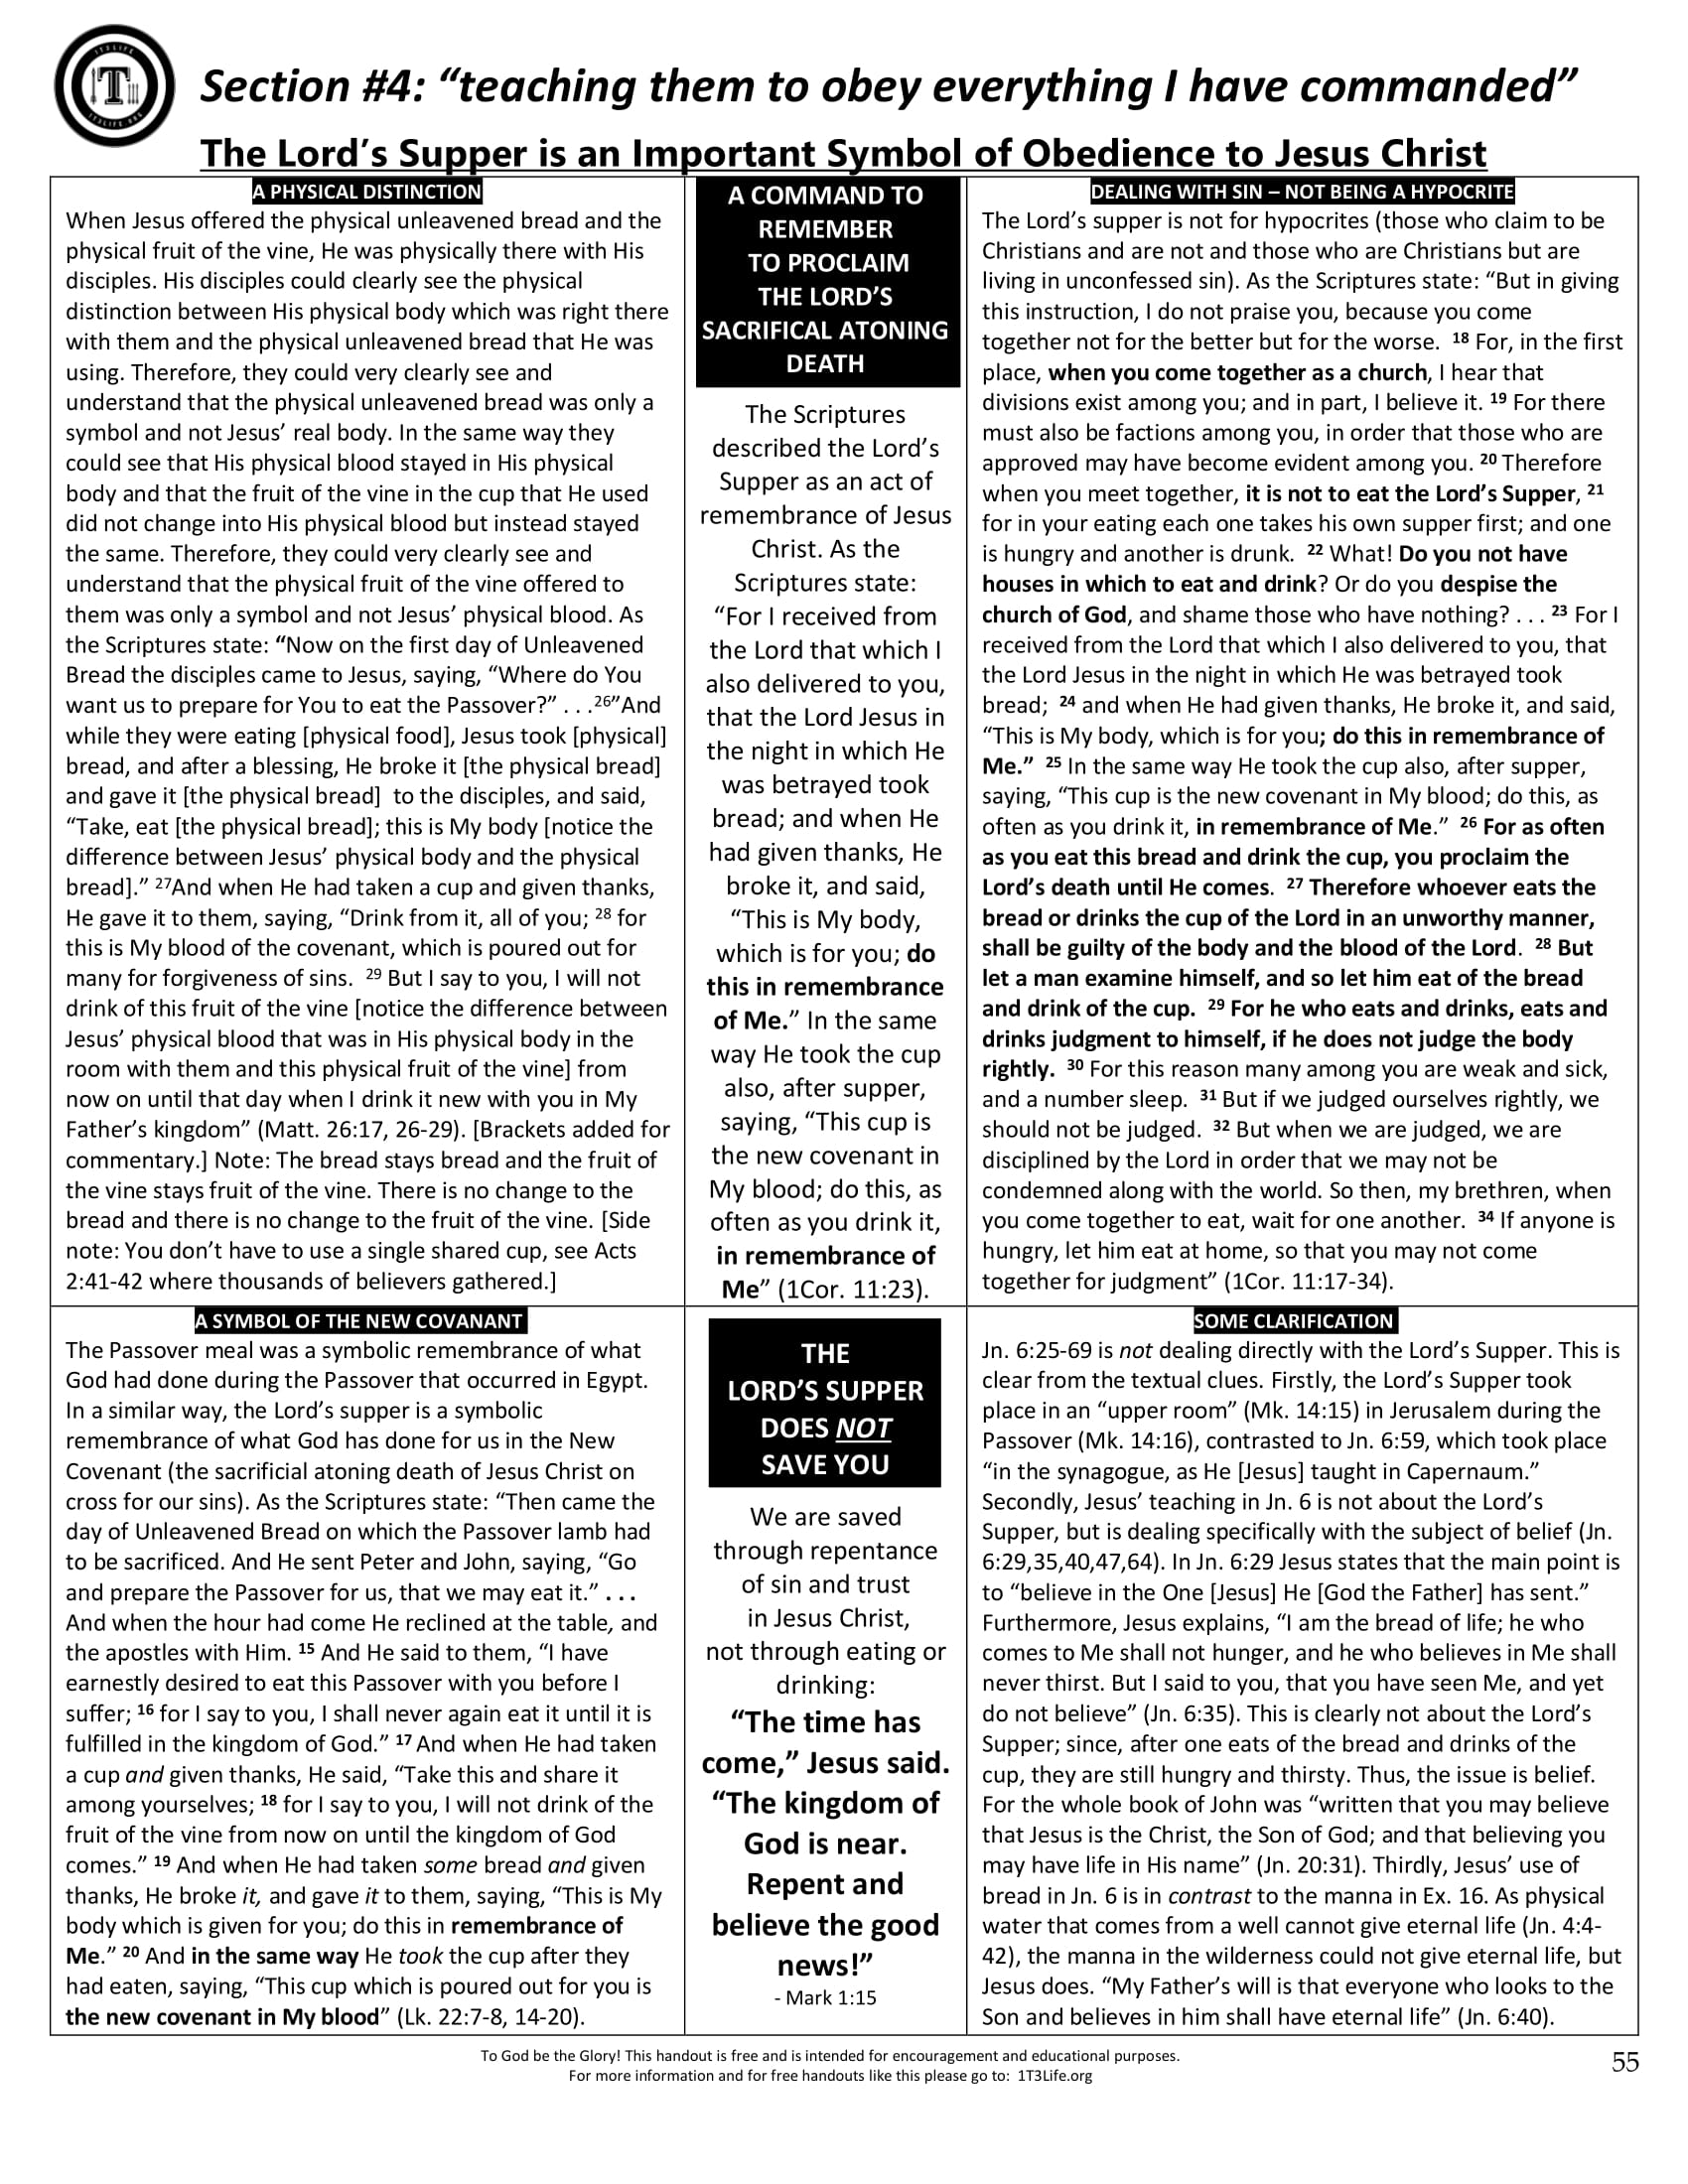 IT3LIFE
T
IT3LIFE.ORG
Section #4: “teaching them to obey everything I have commanded”
The Lord’s Supper is an Important Symbol of Obedience to Jesus Christ
A PHYSICAL DISTINCTION
When Jesus offered the physical unleavened bread and the
physical fruit of the vine, He was physically there with His
disciples. His disciples could clearly see the physical
distinction between His physical body which was right there
with them and the physical unleavened bread that He was
using. Therefore, they could very clearly see and
understand that the physical unleavened bread was only a
symbol and not Jesus’ real body. In the same way they
could see that His physical blood stayed in His physical
body and that the fruit of the vine in the cup that He used
did not change into His physical blood but instead stayed
the same. Therefore, they could very clearly see and
understand that the physical fruit of the vine offered to
them was only a symbol and not Jesus’ physical blood. As
the Scriptures state: “Now on the first day of Unleavened
Bread the disciples came to Jesus, saying, “Where do You
want us to prepare for You to eat the Passover?” . . .26”And
while they were eating [physical food], Jesus took [physical]
bread, and after a blessing, He broke it [the physical bread]
and gave it [the physical bread]  to the disciples, and said,
“Take, eat [the physical bread]; this is My body [notice the
difference between Jesus’ physical body and the physical
bread].” 27And when He had taken a cup and given thanks,
He gave it to them, saying, “Drink from it, all of you; 28 for
this is My blood of the covenant, which is poured out for
many for forgiveness of sins.  29 But I say to you, I will not
drink of this fruit of the vine [notice the difference between
Jesus’ physical blood that was in His physical body in the
room with them and this physical fruit of the vine] from
now on until that day when I drink it new with you in My
Father’s kingdom” (Matt. 26:17, 26-29). [Brackets added for
commentary.] Note: The bread stays bread and the fruit of
the vine stays fruit of the vine. There is no change to the
bread and there is no change to the fruit of the vine. [Side
note: You don’t have to use a single shared cup, see Acts
2:41-42 where thousands of believers gathered.]
A COMMAND TO
REMEMBER
TO PROCLAIM
THE LORD’S
SACRIFICAL ATONING
DEATH
The Scriptures
described the Lord’s
Supper as an act of
remembrance of Jesus
Christ. As the
Scriptures state:
“For I received from
the Lord that which I
also delivered to you,
that the Lord Jesus in
the night in which He
was betrayed took
bread; and when He
had given thanks, He
broke it, and said,
“This is My body,
which is for you; do
this in remembrance
of Me.” In the same
way He took the cup
also, after supper,
saying, “This cup is
the new covenant in
My blood; do this, as
often as you drink it,
in remembrance of
Me” (1Cor. 11:23).
DEALING WITH SIN – NOT BEING A HYPOCRITE
The Lord’s supper is not for hypocrites (those who claim to be
Christians and are not and those who are Christians but are
living in unconfessed sin). As the Scriptures state: “But in giving
this instruction, I do not praise you, because you come
together not for the better but for the worse.  18 For, in the first
place, when you come together as a church, I hear that
divisions exist among you; and in part, I believe it. 19 For there
must also be factions among you, in order that those who are
approved may have become evident among you. 20 Therefore
when you meet together, it is not to eat the Lord’s Supper, 21
for in your eating each one takes his own supper first; and one
is hungry and another is drunk.  22 What! Do you not have
houses in which to eat and drink? Or do you despise the
church of God, and shame those who have nothing? . . . 23 For I
received from the Lord that which I also delivered to you, that
the Lord Jesus in the night in which He was betrayed took
bread;  24 and when He had given thanks, He broke it, and said,
“This is My body, which is for you; do this in remembrance of
Me.”  25 In the same way He took the cup also, after supper,
saying, “This cup is the new covenant in My blood; do this, as
often as you drink it, in remembrance of Me.”  26 For as often
as you eat this bread and drink the cup, you proclaim the
Lord’s death until He comes.  27 Therefore whoever eats the
bread or drinks the cup of the Lord in an unworthy manner,
shall be guilty of the body and the blood of the Lord.  28 But
let a man examine himself, and so let him eat of the bread
and drink of the cup.  29 For he who eats and drinks, eats and
drinks judgment to himself, if he does not judge the body
rightly.  30 For this reason many among you are weak and sick,
and a number sleep.  31 But if we judged ourselves rightly, we
should not be judged.  32 But when we are judged, we are
disciplined by the Lord in order that we may not be
condemned along with the world. So then, my brethren, when
you come together to eat, wait for one another.  34 If anyone is
hungry, let him eat at home, so that you may not come
together for judgment” (1Cor. 11:17-34).
A SYMBOL OF THE NEW COVANANT
The Passover meal was a symbolic remembrance of what
God had done during the Passover that occurred in Egypt.
In a similar way, the Lord’s supper is a symbolic
remembrance of what God has done for us in the New
Covenant (the sacrificial atoning death of Jesus Christ on
cross for our sins). As the Scriptures state: “Then came the
day of Unleavened Bread on which the Passover lamb had
to be sacrificed. And He sent Peter and John, saying, “Go
and prepare the Passover for us, that we may eat it.” . . .
And when the hour had come He reclined at the table, and
the apostles with Him. 15 And He said to them, “I have
earnestly desired to eat this Passover with you before I
suffer; 16 for I say to you, I shall never again eat it until it is
fulfilled in the kingdom of God.” 17 And when He had taken
a cup and given thanks, He said, “Take this and share it
among yourselves; 18 for I say to you, I will not drink of the
fruit of the vine from now on until the kingdom of God
comes.” 19 And when He had taken some bread and given
thanks, He broke it, and gave it to them, saying, “This is My
body which is given for you; do this in remembrance of
Me.” 20 And in the same way He took the cup after they
had eaten, saying, “This cup which is poured out for you is
the new covenant in My blood” (Lk. 22:7-8, 14-20).
THE
LORD’S SUPPER
DOES NOT
SAVE YOU
We are saved
through repentance
of sin and trust
in Jesus Christ,
not through eating or
drinking:
“The time has
come,” Jesus said.
“The kingdom of
God is near.
Repent and
believe the good
news!”
- Mark 1:15
SOME CLARIFICATION
Jn. 6:25-69 is not dealing directly with the Lord’s Supper. This is
clear from the textual clues. Firstly, the Lord’s Supper took
place in an “upper room” (Mk. 14:15) in Jerusalem during the
Passover (Mk. 14:16), contrasted to Jn. 6:59, which took place
“in the synagogue, as He [Jesus] taught in Capernaum.”
Secondly, Jesus’ teaching in Jn. 6 is not about the Lord’s
Supper, but is dealing specifically with the subject of belief (Jn.
6:29,35,40,47,64). In Jn. 6:29 Jesus states that the main point is
to “believe in the One [Jesus] He [God the Father] has sent.”
Furthermore, Jesus explains, “I am the bread of life; he who
comes to Me shall not hunger, and he who believes in Me shall
never thirst. But I said to you, that you have seen Me, and yet
do not believe” (Jn. 6:35). This is clearly not about the Lord’s
Supper; since, after one eats of the bread and drinks of the
cup, they are still hungry and thirsty. Thus, the issue is belief.
For the whole book of John was “written that you may believe
that Jesus is the Christ, the Son of God; and that believing you
may have life in His name” (Jn. 20:31). Thirdly, Jesus’ use of
bread in Jn. 6 is in contrast to the manna in Ex. 16. As physical
water that comes from a well cannot give eternal life (Jn. 4:4-
42), the manna in the wilderness could not give eternal life, but
Jesus does. “My Father’s will is that everyone who looks to the
Son and believes in him shall have eternal life” (Jn. 6:40).
To God be the Glory! This handout is free and is intended for encouragement and educational purposes.
For more information and for free handouts like this please go to:  1T3Life.org
55